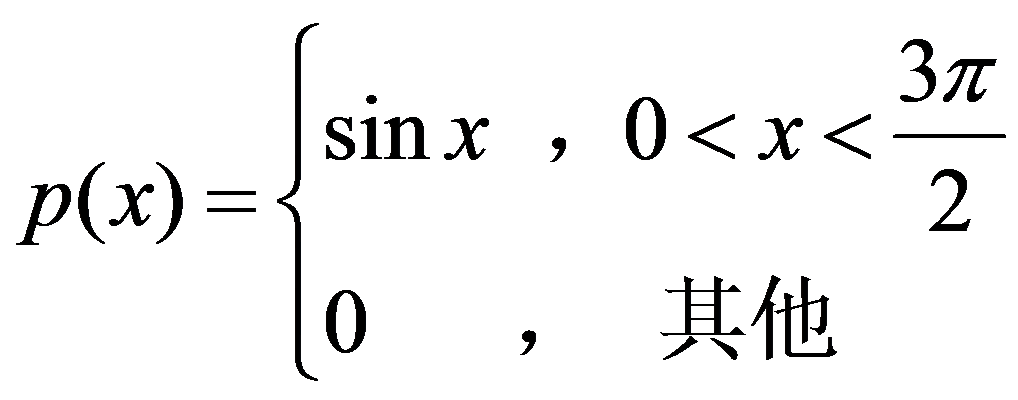 p(x) = { sin x , 0 < x < 3π/2
0 , 其他